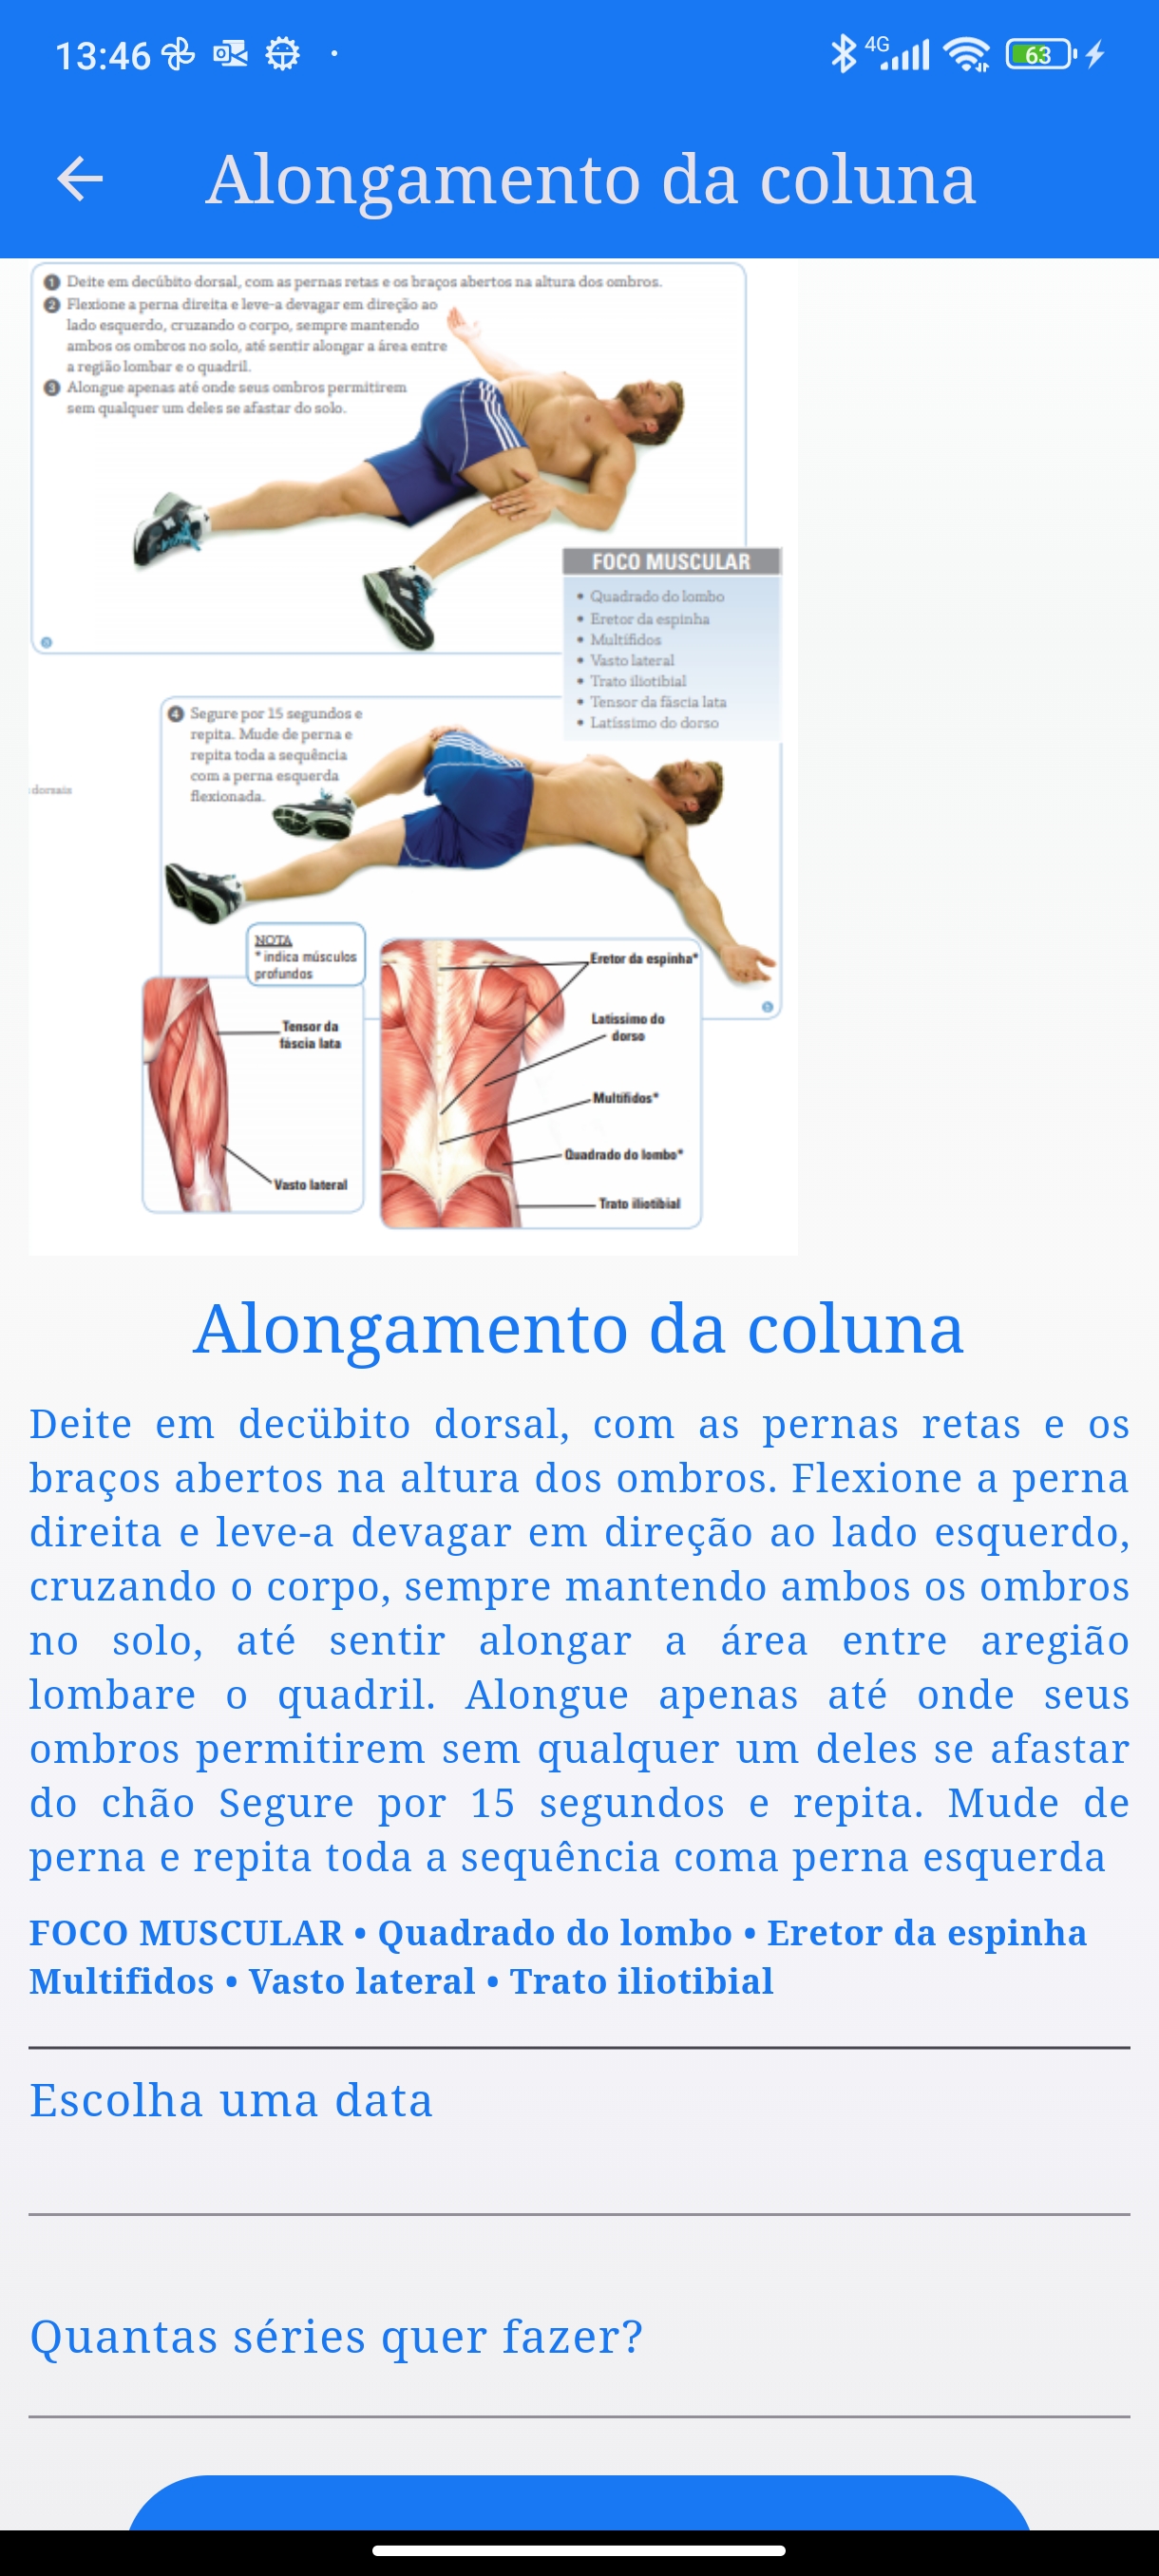 13:46
4G
63
Alongamento da coluna
1 Deite em decúbito dorsal, com as pernas retas e os braços abertos na altura dos ombros.
2 Flexione a perna direita e leve-a devagar em direção ao
lado esquerdo, cruzando o corpo, sempre mantendo
ambos os ombros no solo, até sentir alongar a área entre
a região lombar e o quadril.
3 Alongue apenas até onde seus ombros permitirem
sem qualquer um deles se afastar do solo.
FOCO MUSCULAR
• Quadrado do lombo
• Eretor da espinha
• Multífidos
• Vasto lateral
• Trato iliotibial
• Tensor da fáscia lata
• Latíssimo do dorso
4 Segure por 15 segundos e
repita. Mude de perna e
repita toda a sequência
com a perna esquerda
flexionada.
dorsais
NOTA
* indica músculos
profundos
Tensor da
fáscia lata
Vasto lateral
Eretor da espinha*
Latíssimo do
dorso
Multífidos*
Quadrado do lombo*
Trato iliotibial
Alongamento da coluna
Deite em decübito dorsal, com as pernas retas e os
braços abertos na altura dos ombros. Flexione a perna
direita e leve-a devagar em direção ao lado esquerdo,
cruzando o corpo, sempre mantendo ambos os ombros
no solo, até sentir alongar a área entre aregião
lombare o quadril. Alongue apenas até onde seus
ombros permitirem sem qualquer um deles se afastar
do chão Segure por 15 segundos e repita. Mude de
perna e repita toda a sequência coma perna esquerda
FOCO MUSCULAR • Quadrado do lombo • Eretor da espinha
Multifidos • Vasto lateral • Trato iliotibial
Escolha uma data
Quantas séries quer fazer?